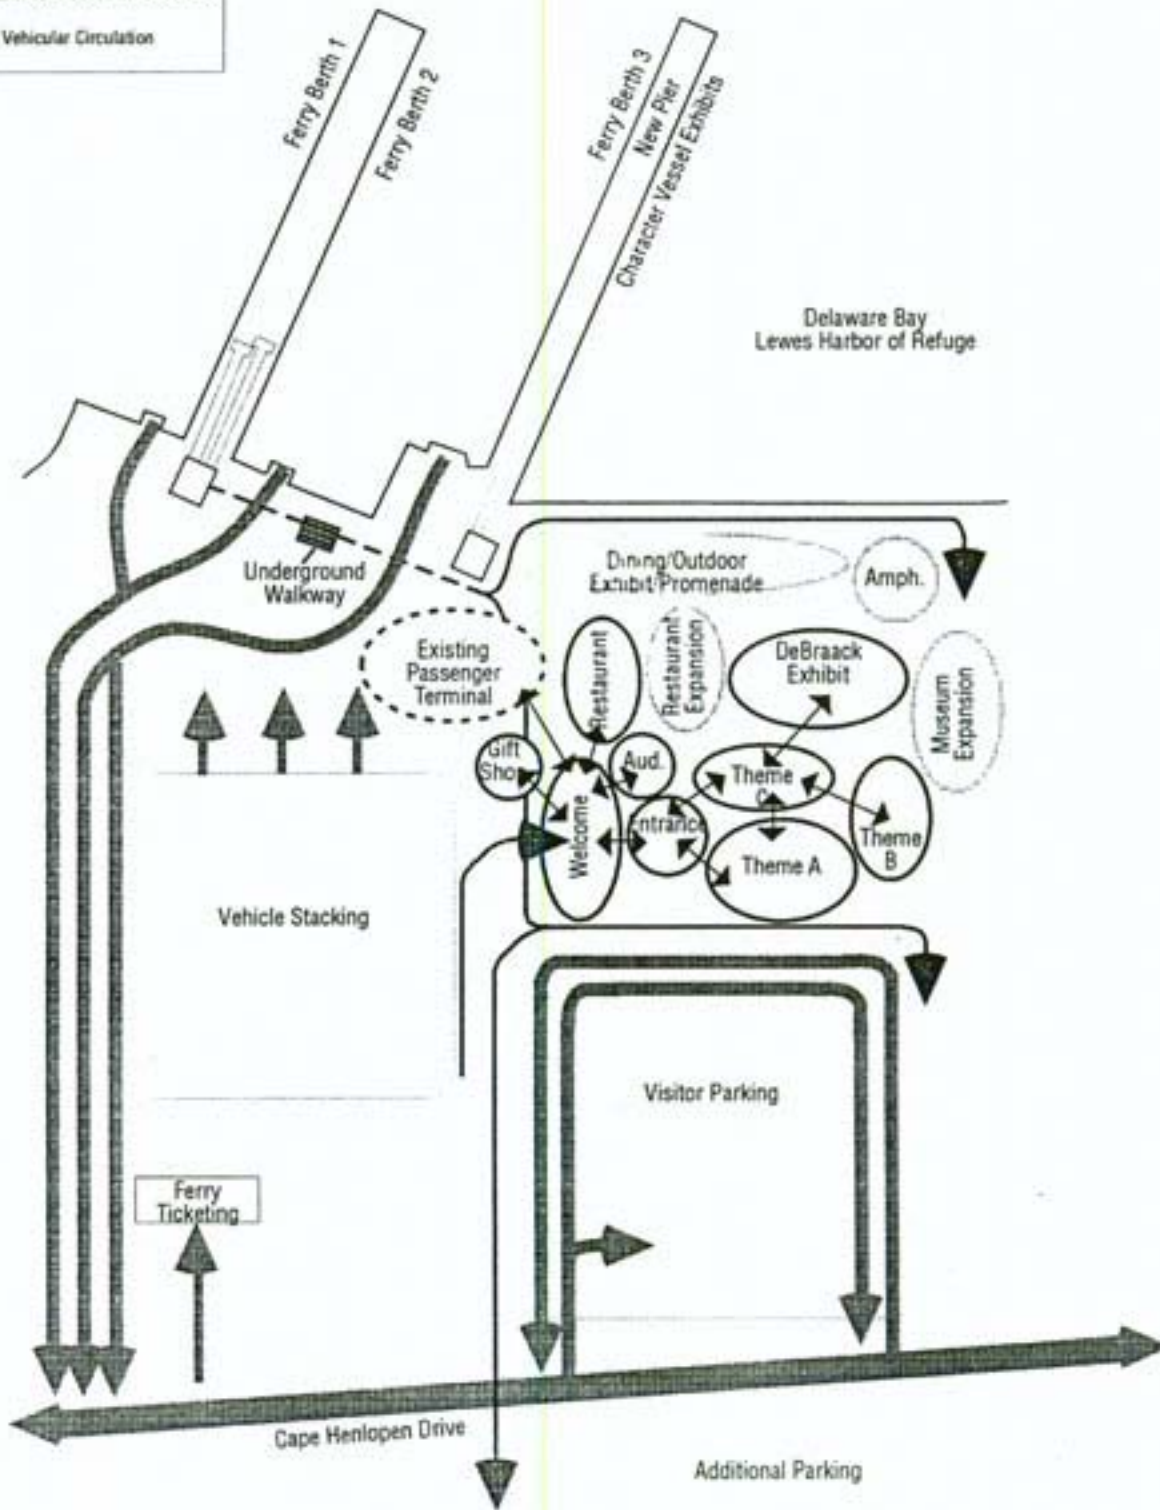 Vehicular Circulation
Ferry Berth 1
Ferry Berth 2
Ferry Berth 3
New Pier
Character Vessel Exhibits
Delaware Bay
Lewes Harbor of Refuge
Underground
Walkway
Dining/Outdoor
Exhibit/Promenade
Amph.
Existing
Passenger
Terminal
Restaurant
Restaurant
Expansion
DeBraack
Exhibit
Museum
Expansion
Gift
Shop
Aud.
Theme
C
Welcome
Entrance
Theme A
Theme
B
Vehicle Stacking
Visitor Parking
Ferry
Ticketing
Cape Henlopen Drive
Additional Parking